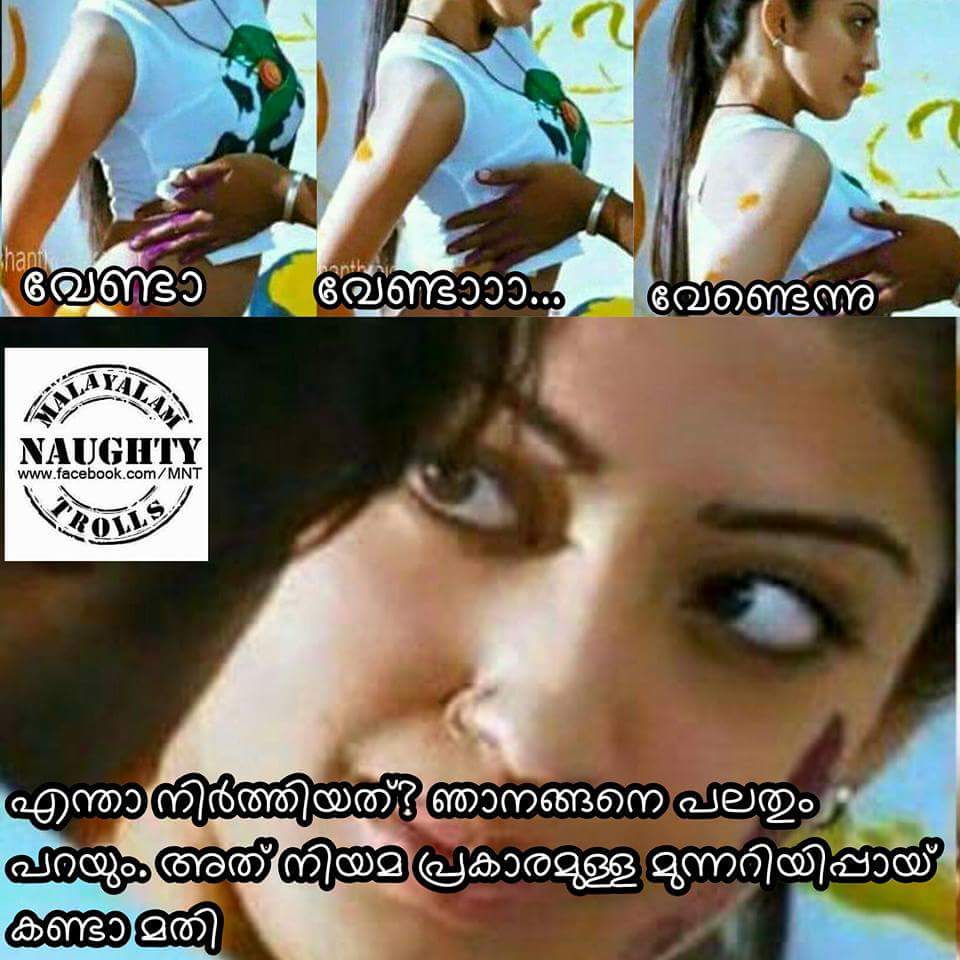 വേണ്ടാ
വേണ്ടാാാ...
വേണ്ടെന്നു
MALAYALAM
NAUGHTY
www.facebook.com/MNT
TROLLS
എന്താ നിർത്തിയത്? ഞാനങ്ങനെ പലതും
പറയും. അത് നിയമ പ്രകാരമുള്ള മുന്നറിയിപ്പായ്
കണ്ടാ മതി